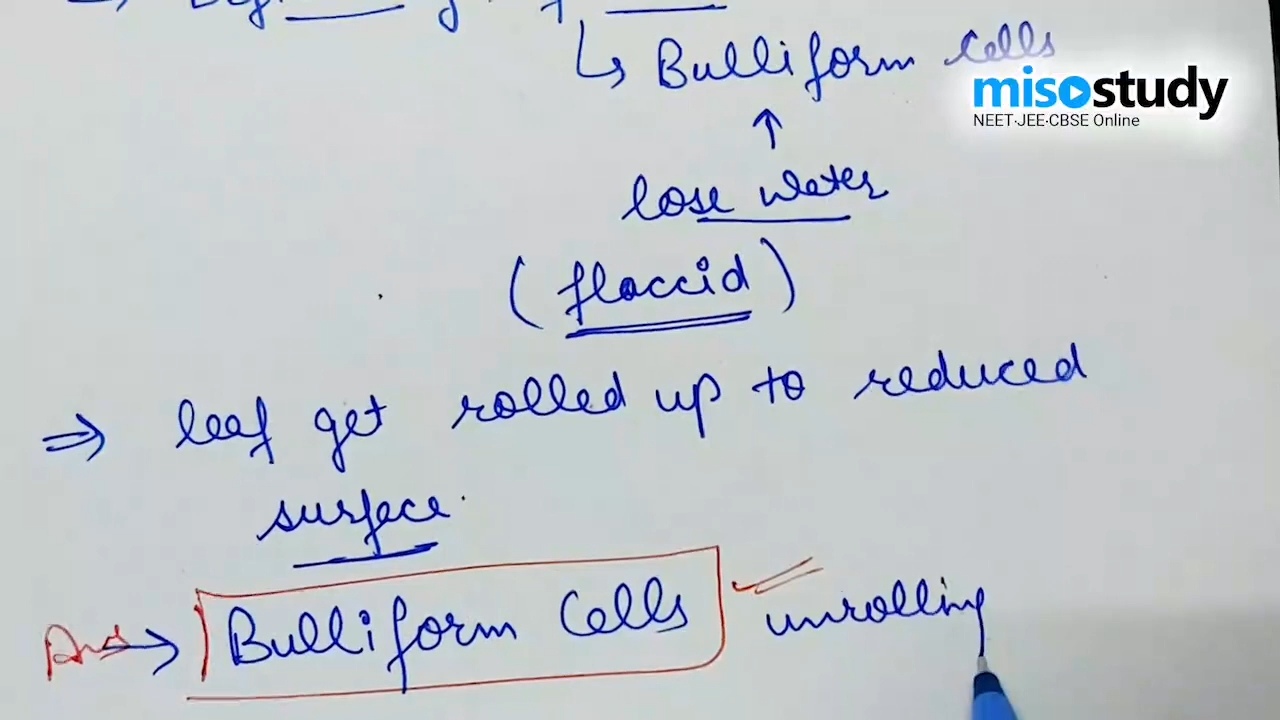 Bulliform cells
misostudy
NEET·JEE·CBSE Online
↑
lose water
(flaccid)
⇒ leaf get rolled up to reduced
surface.
Ans → Bulliform Cells unrolling